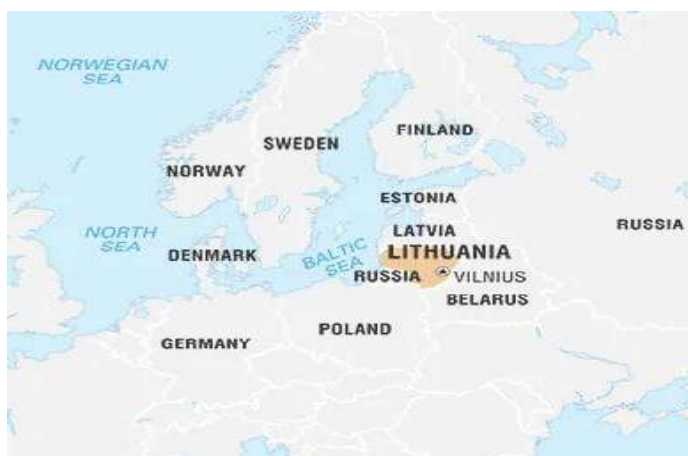 NORWEGIAN
SEA
FINLAND
SWEDEN
NORWAY
ESTONIA
RUSSIA
NORTH
SEA
LATVIA
DENMARK
BALTIC
SEA
LITHUANIA
RUSSIA
VILNIUS
BELARUS
POLAND
GERMANY